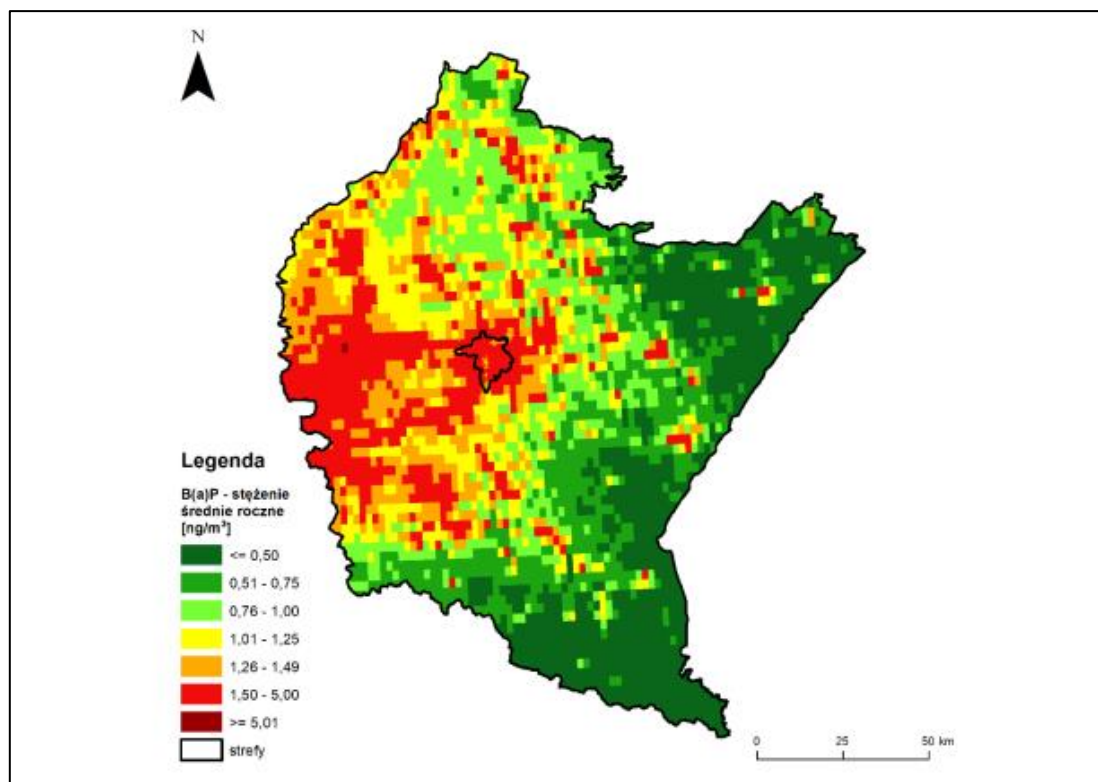 N
Legenda
B(a)P - stężenie
średnie roczne
[ng/m³]
<= 0,50
0,51 - 0,75
0,76 - 1,00
1,01 - 1,25
1,26 - 1,49
1,50 - 5,00
>= 5,01
strefy
0 25 50 km